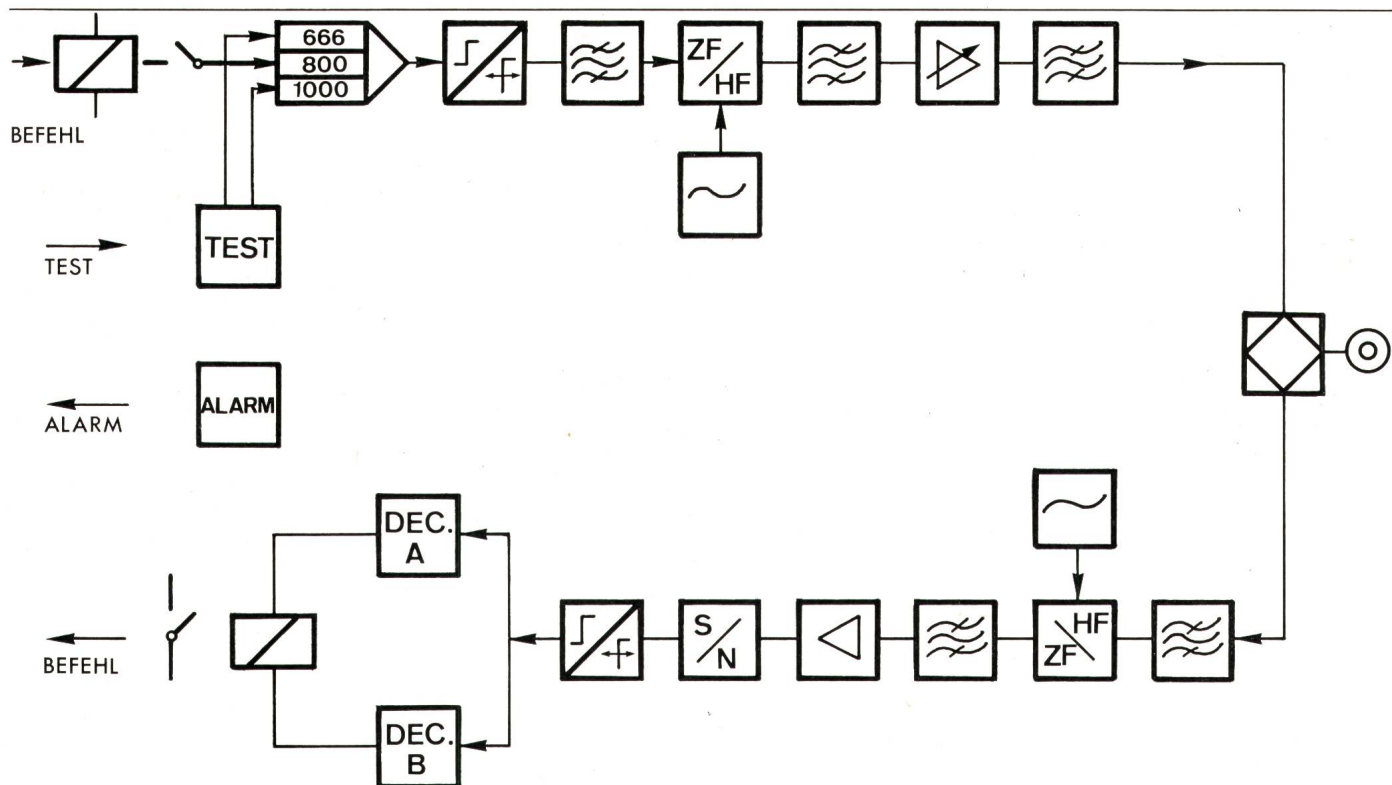 666
800
1000
ZF
HF
BEFEHL
TEST
TEST
ALARM
ALARM
DEC.
A
BEFEHL
S
N
HF
ZF
DEC.
B